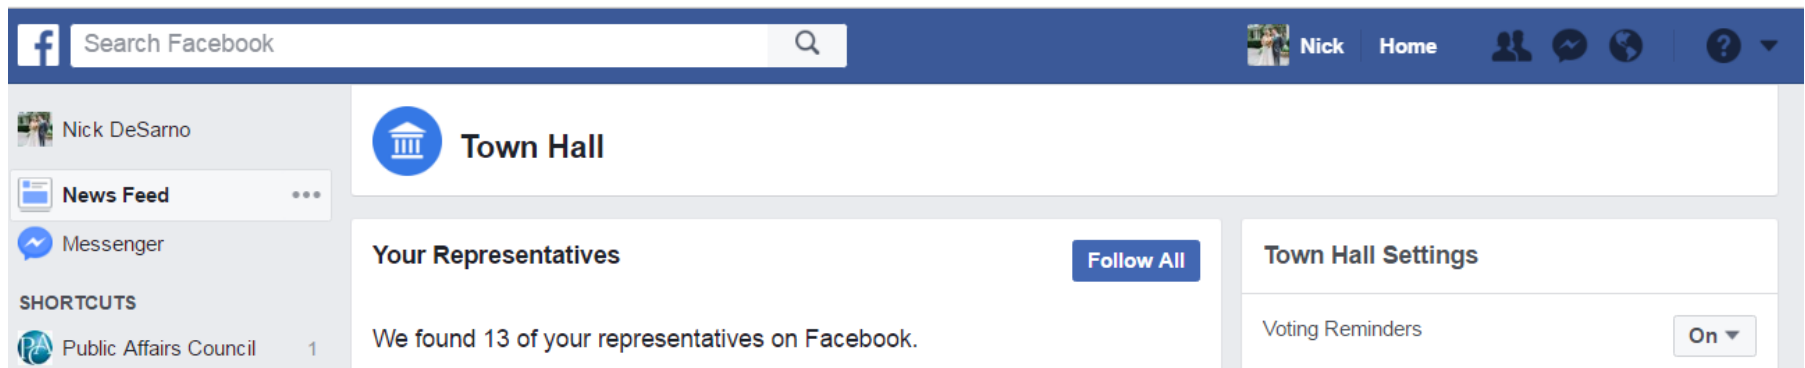 f Search Facebook Nick Home ?
Nick DeSarno
News Feed
Messenger
SHORTCUTS
PA Public Affairs Council 1
Town Hall
Your Representatives Follow All
We found 13 of your representatives on Facebook.
Town Hall Settings
Voting Reminders On